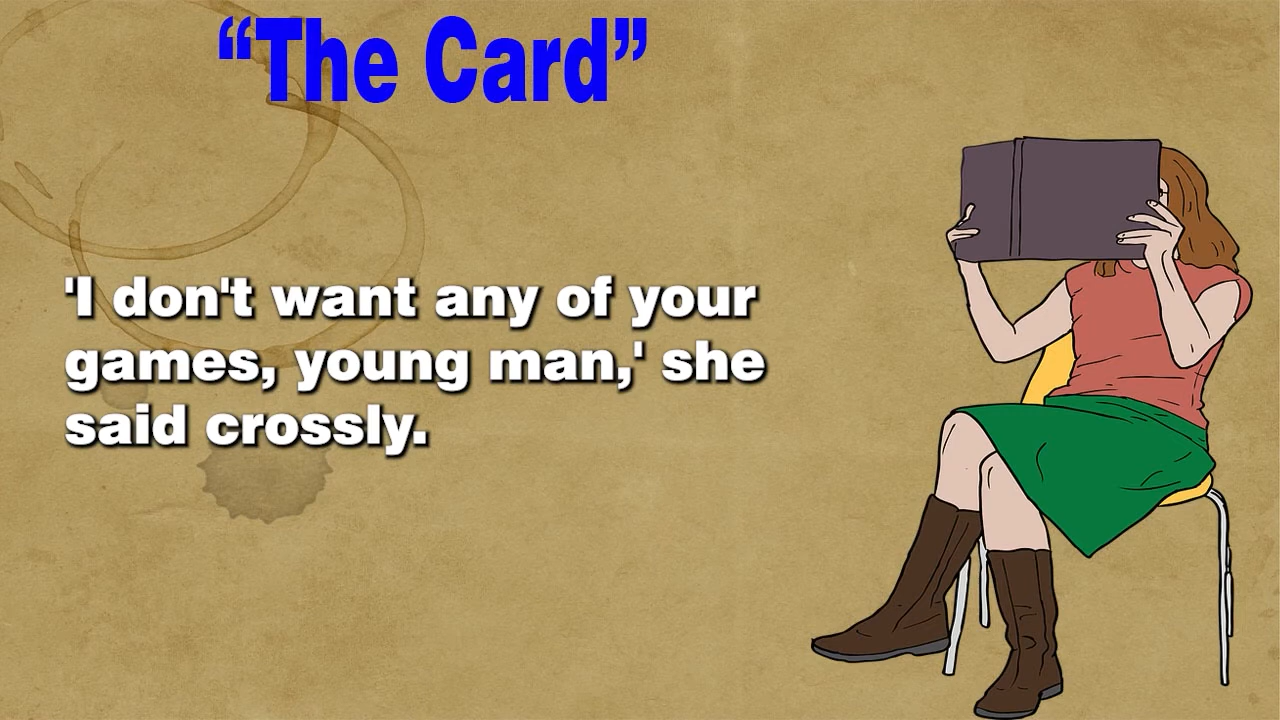 “The Card”
'I don't want any of your
games, young man,' she
said crossly.